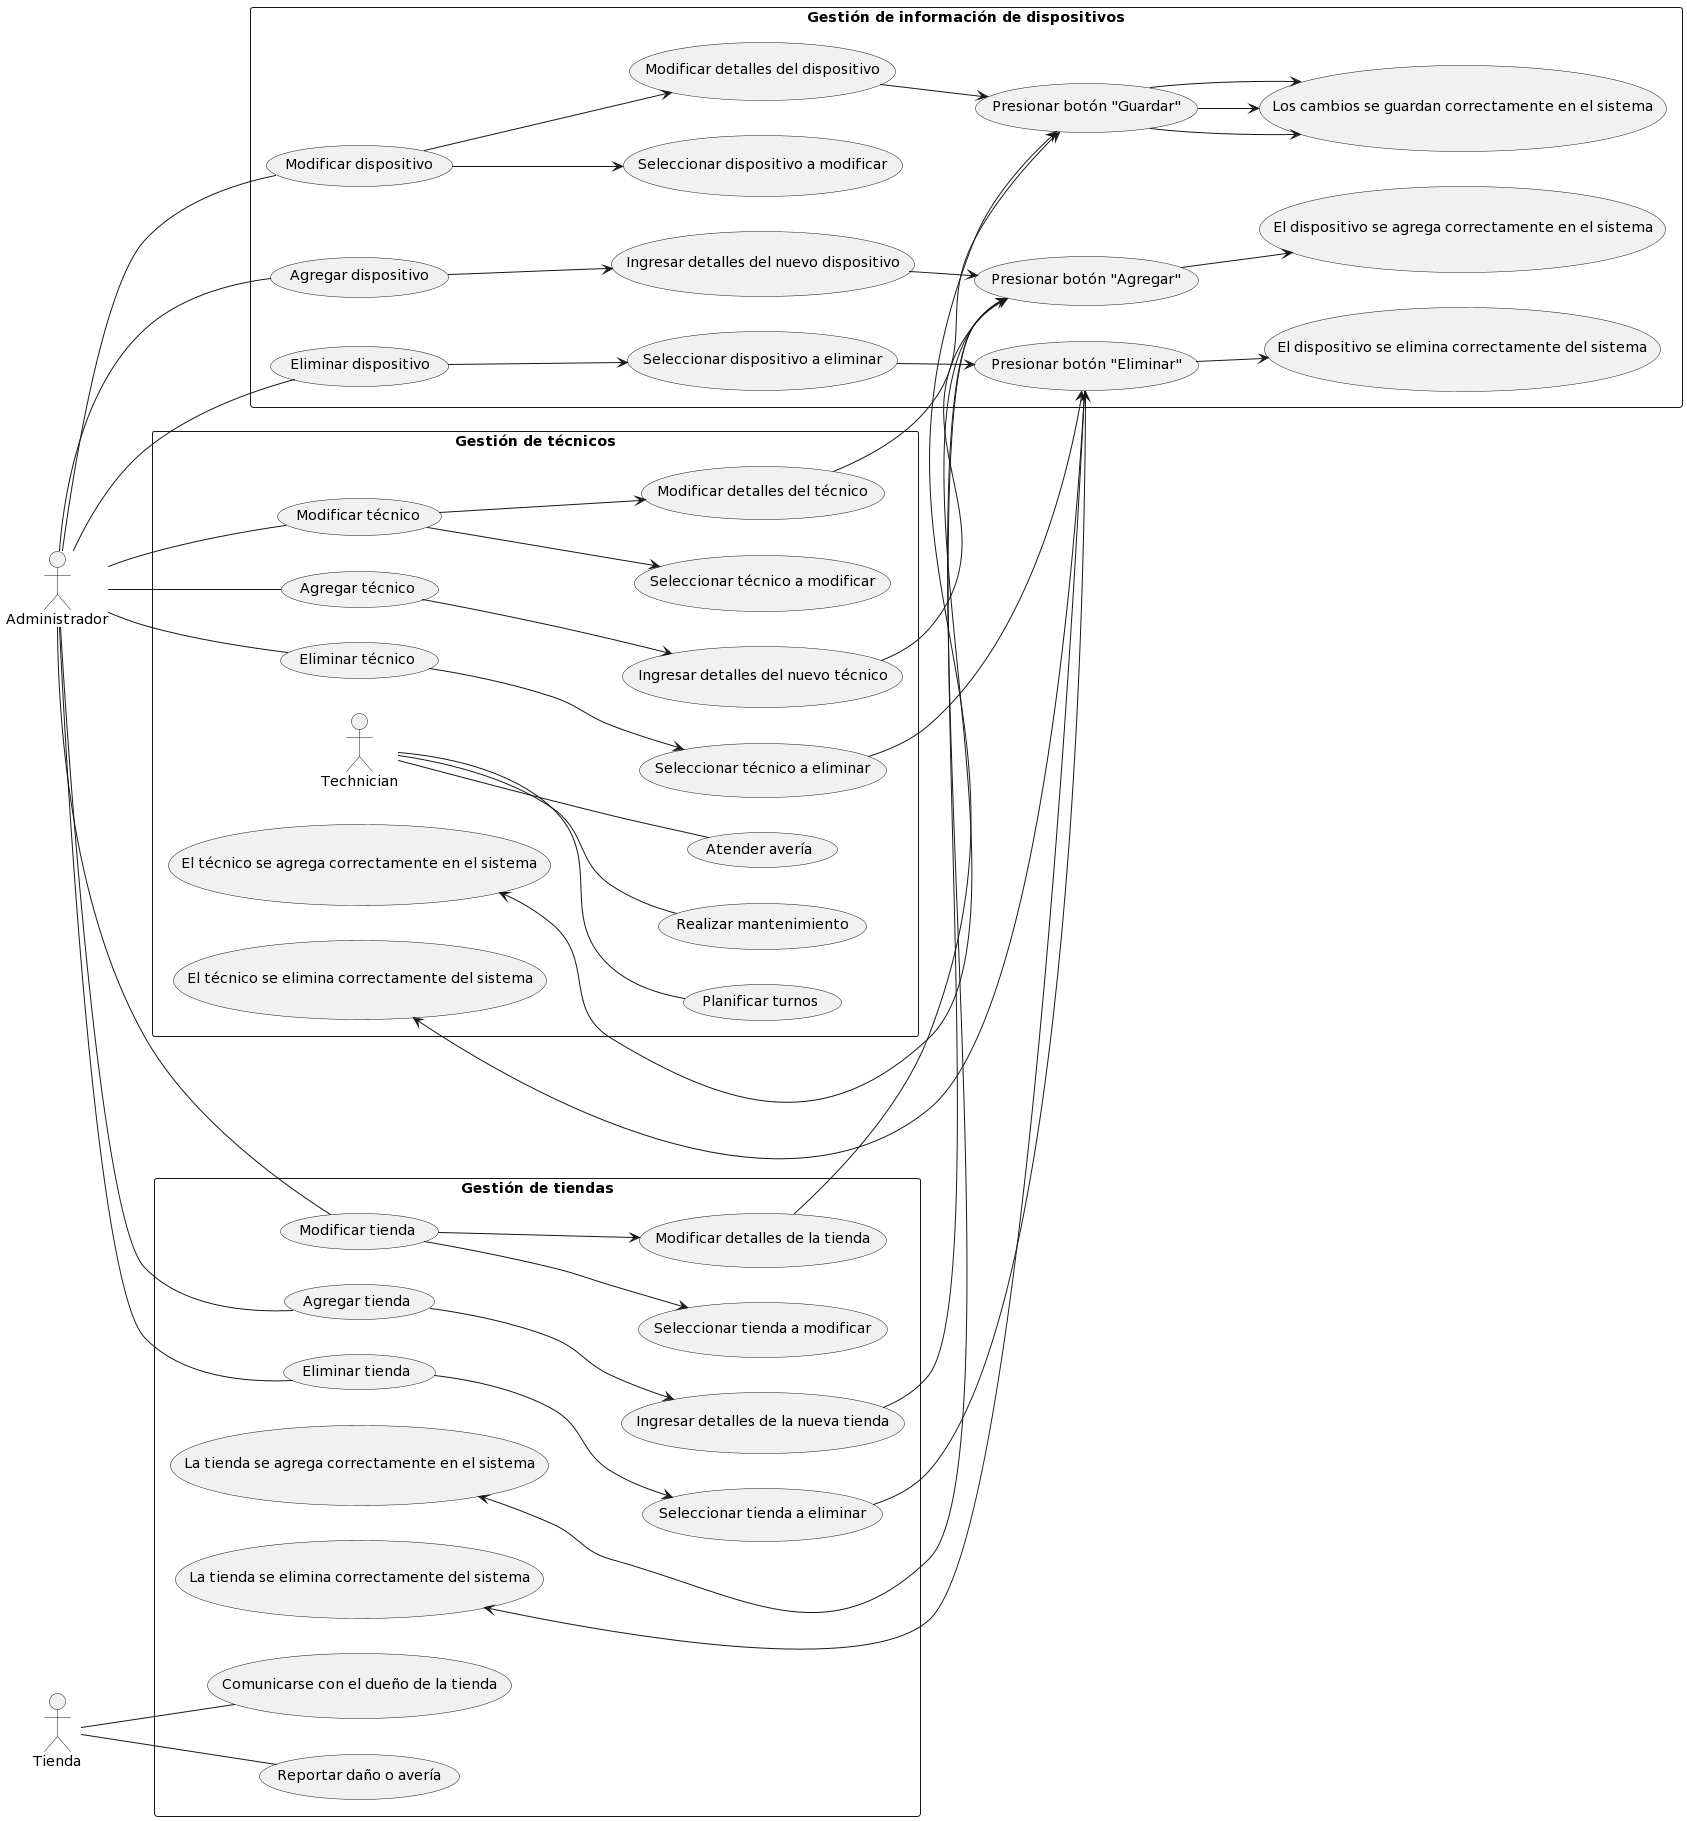 Gestión de información de dispositivos
Modificar detalles del dispositivo
Presionar botón "Guardar"
Los cambios se guardan correctamente en el sistema
Modificar dispositivo
Seleccionar dispositivo a modificar
El dispositivo se agrega correctamente en el sistema
Agregar dispositivo
Ingresar detalles del nuevo dispositivo
Presionar botón "Agregar"
Eliminar dispositivo
Seleccionar dispositivo a eliminar
Presionar botón "Eliminar"
El dispositivo se elimina correctamente del sistema
Gestión de técnicos
Modificar detalles del técnico
Modificar técnico
Seleccionar técnico a modificar
Agregar técnico
Administrador
Eliminar técnico
Ingresar detalles del nuevo técnico
Seleccionar técnico a eliminar
Technician
Atender avería
El técnico se agrega correctamente en el sistema
Realizar mantenimiento
El técnico se elimina correctamente del sistema
Planificar turnos
Gestión de tiendas
Modificar tienda
Modificar detalles de la tienda
Agregar tienda
Seleccionar tienda a modificar
Eliminar tienda
Ingresar detalles de la nueva tienda
La tienda se agrega correctamente en el sistema
Seleccionar tienda a eliminar
La tienda se elimina correctamente del sistema
Comunicarse con el dueño de la tienda
Tienda
Reportar daño o avería